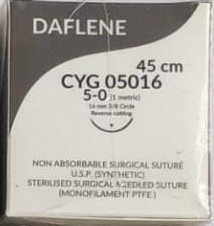 DAFLENE
45 cm
CYG 05016
5-0 (1 metric)
16 mm 3/8 Circle
Reverse cutting
NON ABSORBABLE SURGICAL SUTURE
U.S.P. (SYNTHETIC)
STERILISED SURGICAL NEEDLED SUTURE
(MONOFILAMENT PTFE.)